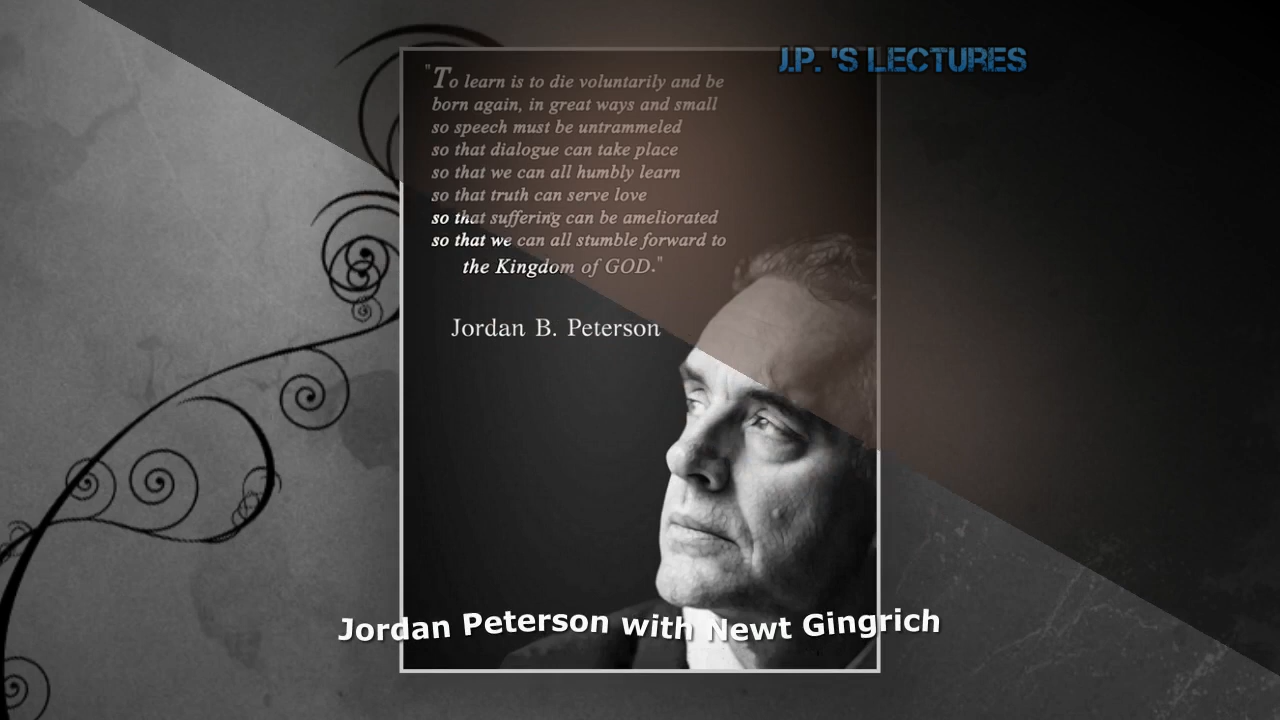 J.P. 'S LECTURES
"To learn is to die voluntarily and be
born again, in great ways and small
so speech must be untrammeled
so that dialogue can take place
so that we can all humbly learn
so that truth can serve love
so that suffering can be ameliorated
so that we can all stumble forward to
the Kingdom of GOD."
Jordan B. Peterson
Jordan Peterson with Newt Gingrich